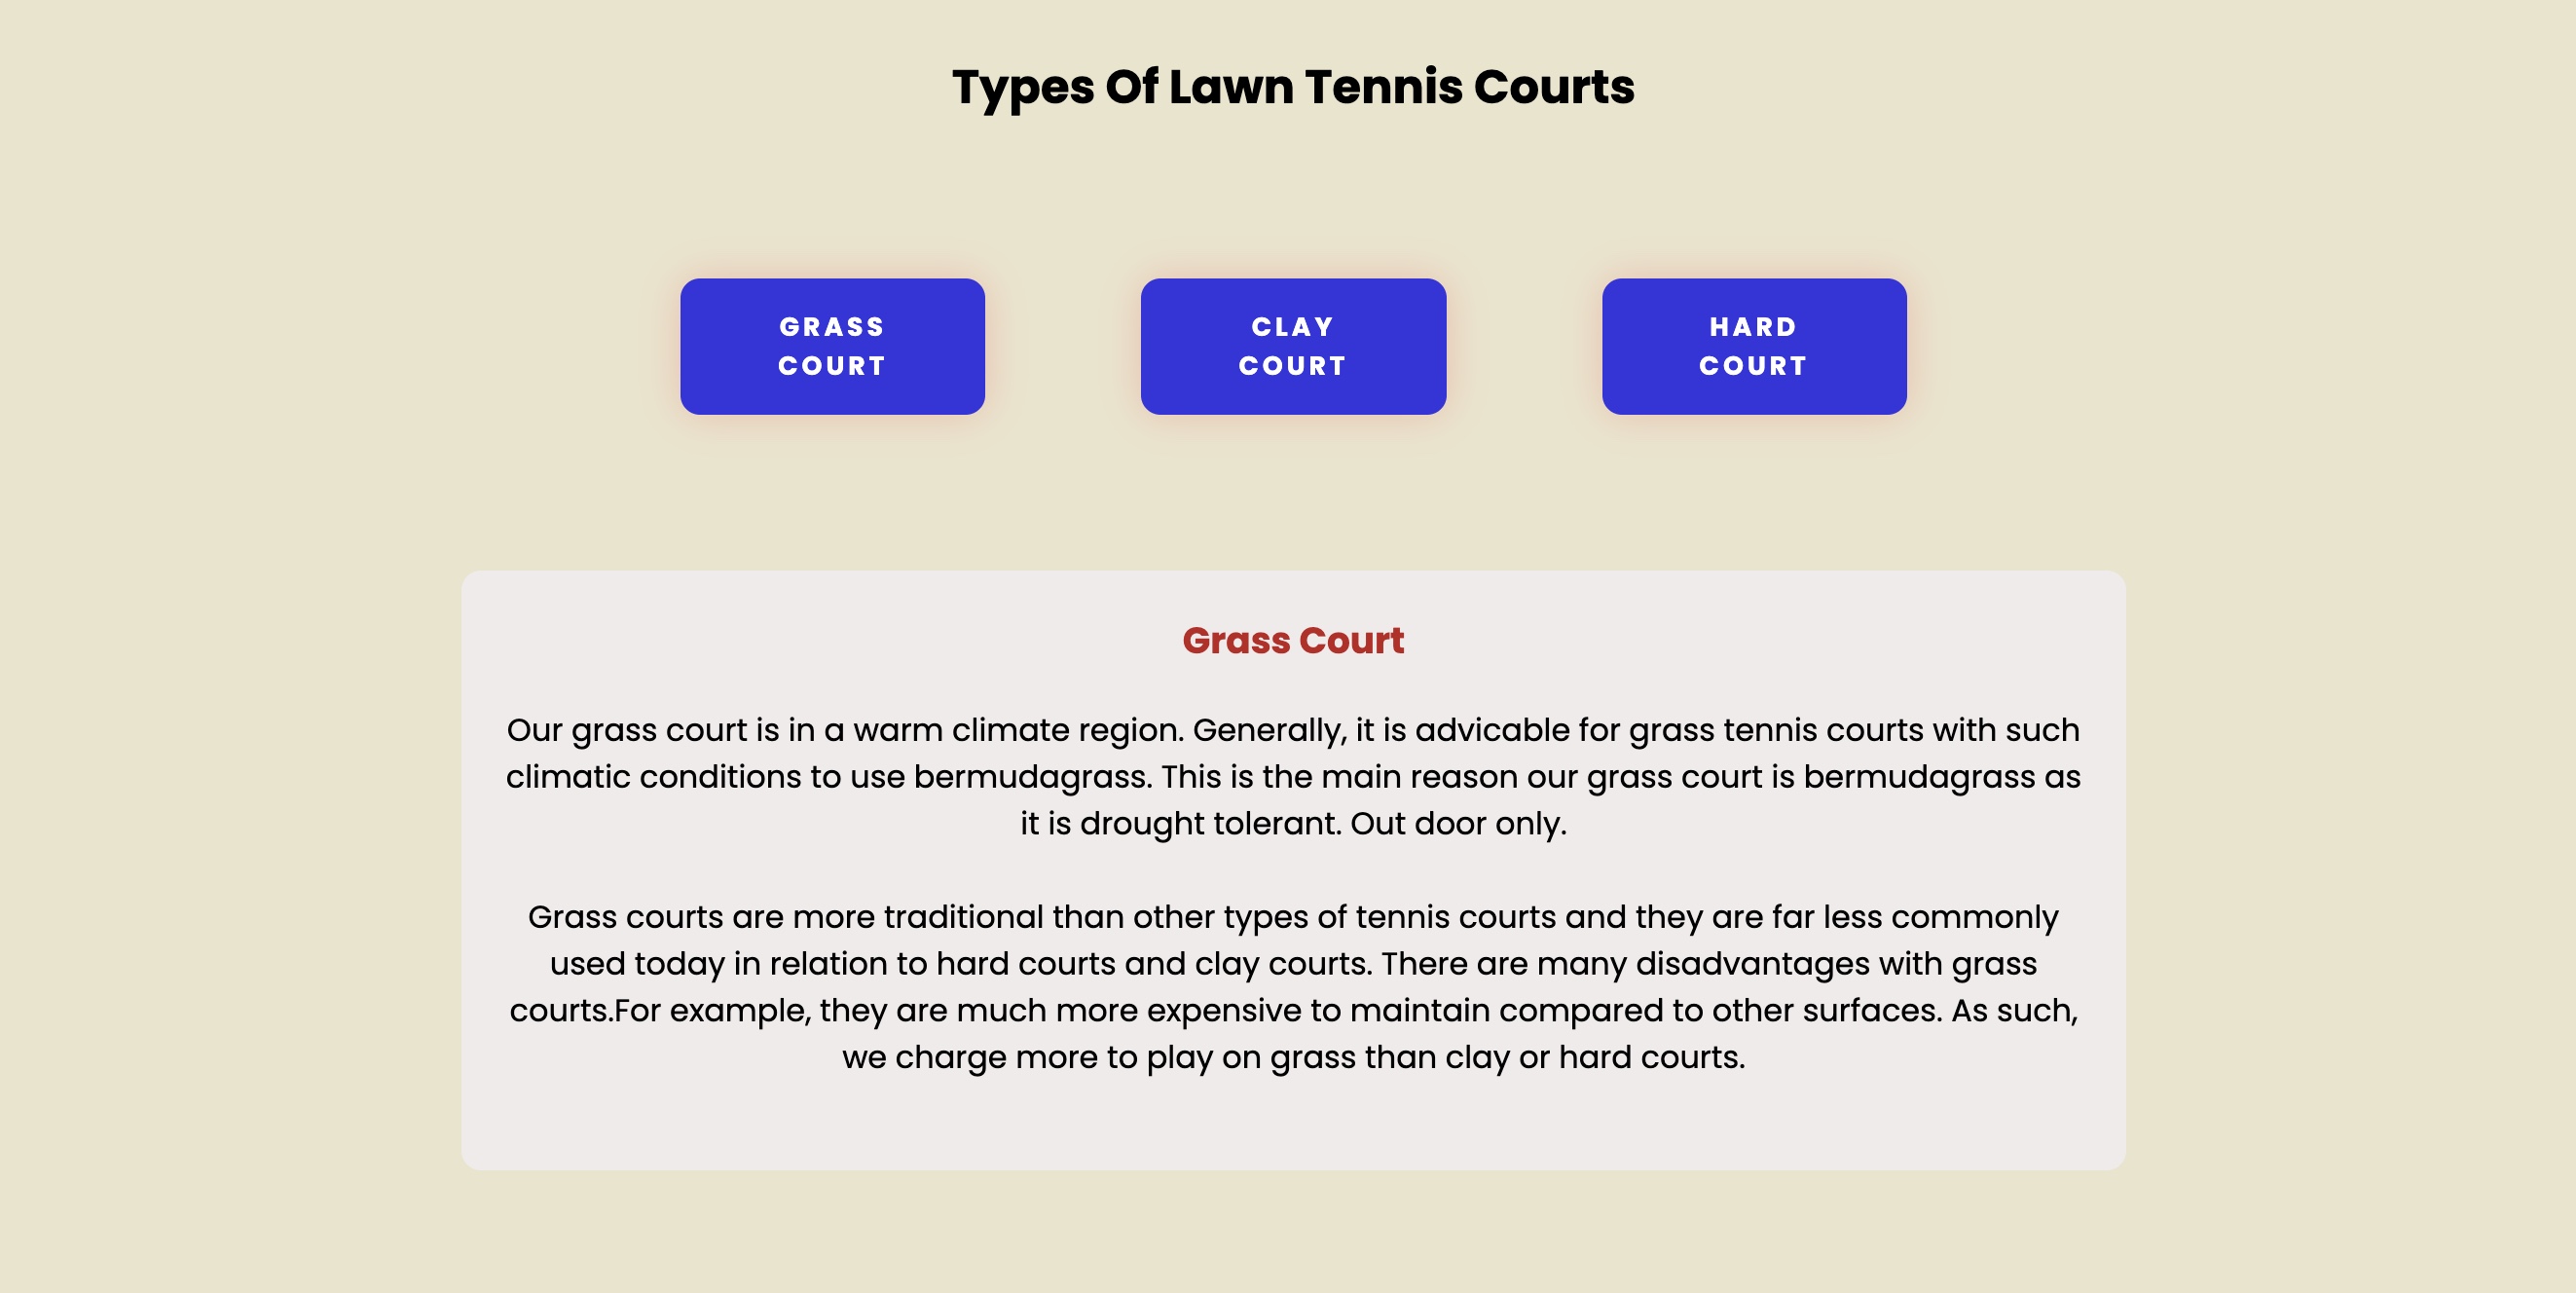 Types Of Lawn Tennis Courts
GRASS
COURT
CLAY
COURT
HARD
COURT
Grass Court
Our grass court is in a warm climate region. Generally, it is advicable for grass tennis courts with such
climatic conditions to use bermudagrass. This is the main reason our grass court is bermudagrass as
it is drought tolerant. Out door only.
Grass courts are more traditional than other types of tennis courts and they are far less commonly
used today in relation to hard courts and clay courts. There are many disadvantages with grass
courts.For example, they are much more expensive to maintain compared to other surfaces. As such,
we charge more to play on grass than clay or hard courts.